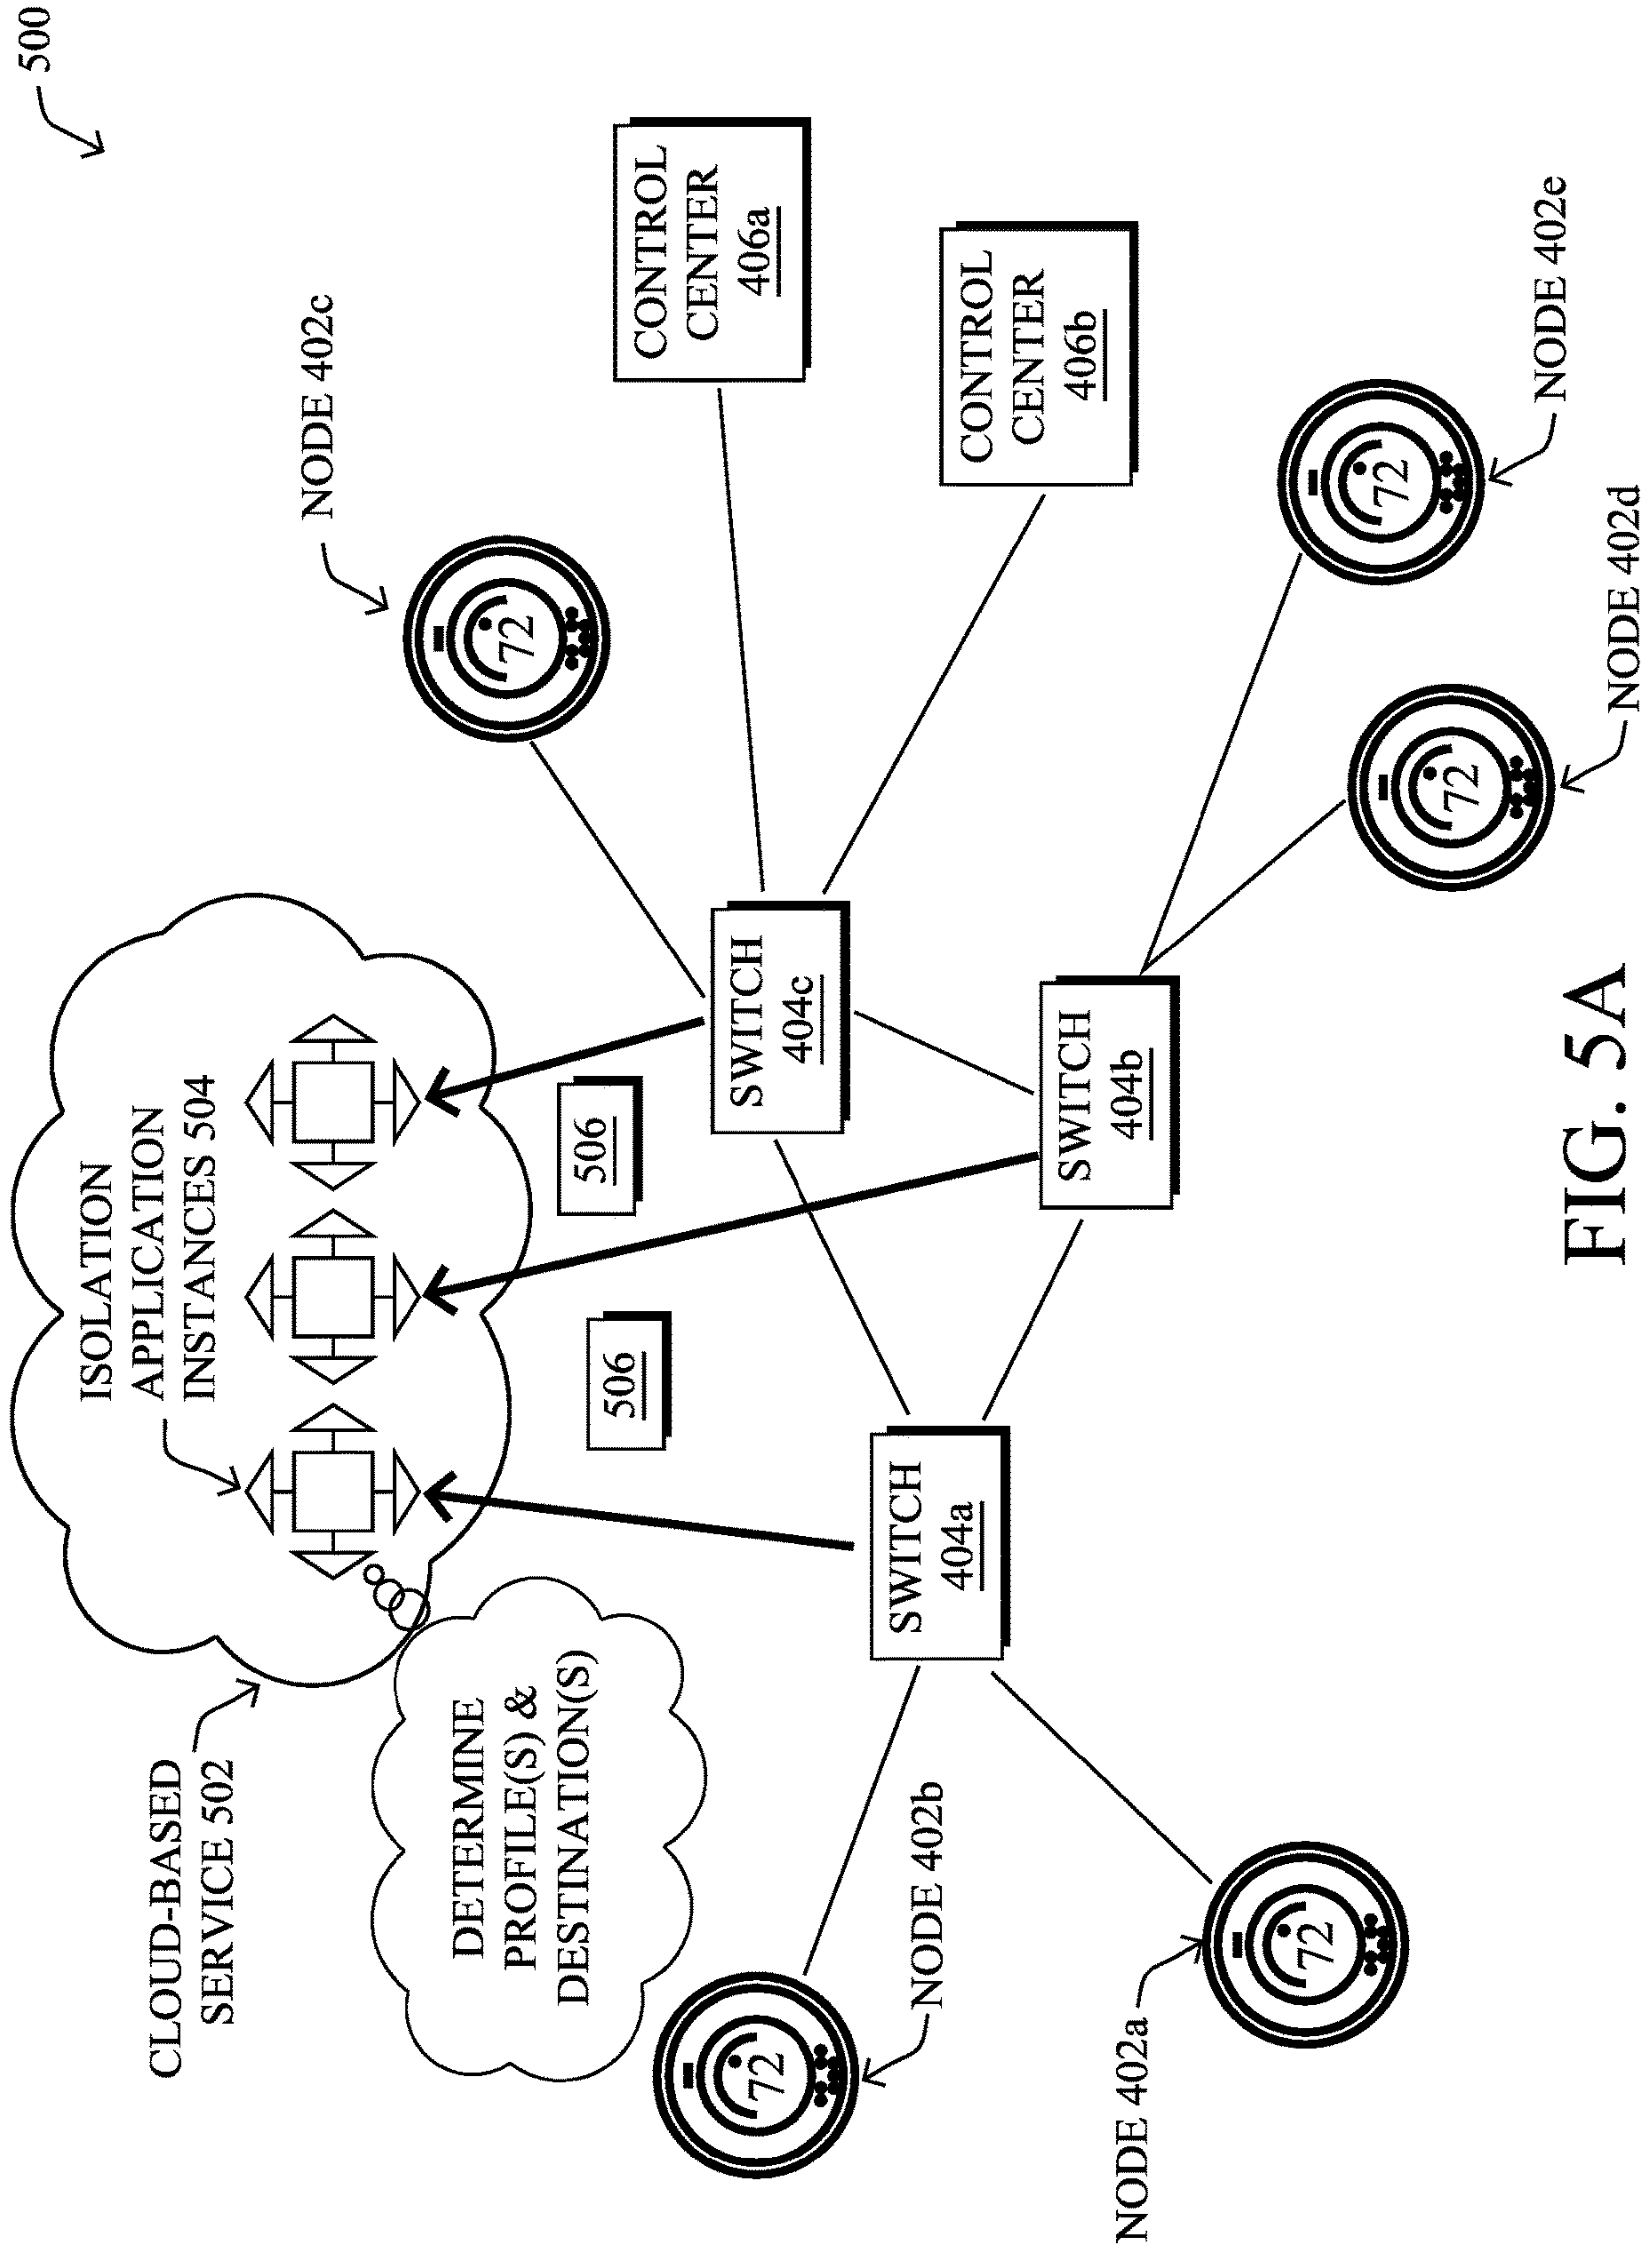 500
CLOUD-BASED
SERVICE 502
ISOLATION
APPLICATION
INSTANCES 504
NODE 402c
DETERMINE
PROFILE(S) &
DESTINATION(S)
506
506
72
CONTROL
CENTER
406a
SWITCH
404c
72
NODE 402b
SWITCH
404a
CONTROL
CENTER
406b
SWITCH
404b
NODE 402a
72
72
NODE 402e
72
NODE 402d
FIG. 5A